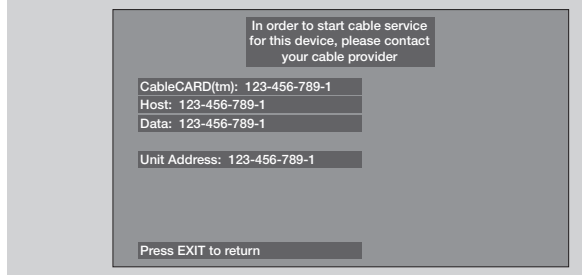 In order to start cable service
for this device, please contact
your cable provider
CableCARD(tm): 123-456-789-1
Host: 123-456-789-1
Data: 123-456-789-1
Unit Address: 123-456-789-1
Press EXIT to return